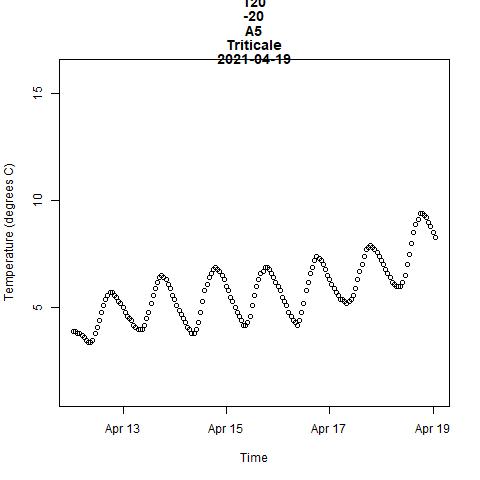 120
-20
A5
Triticale
2021-04-19
Temperature (degrees C)
15
10
5
Apr 13
Apr 15
Apr 17
Apr 19
Time